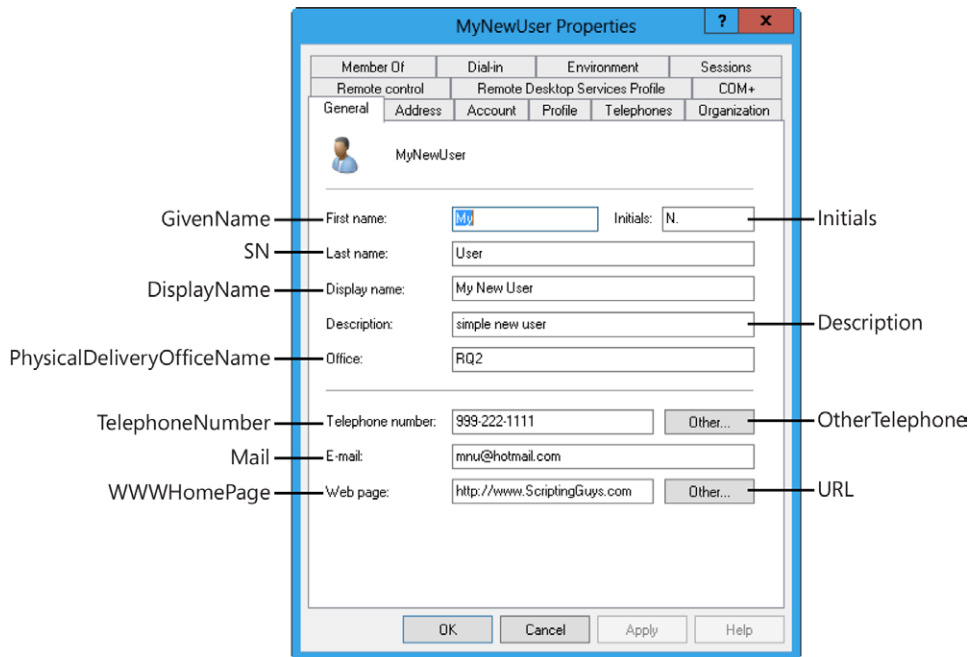 MyNewUser Properties
? x
Member Of Dial-in Environment Sessions
Remote control Remote Desktop Services Profile COM+
General Address Account Profile Telephones Organization
MyNewUser
GivenName First name: My Initials: N. Initials
SN Last name: User
DisplayName Display name: My New User
Description: simple new user Description
PhysicalDeliveryOfficeName Office: RQ2
TelephoneNumber Telephone number: 999-222-1111 Other... OtherTelephone
Mail E-mail: mnu@hotmail.com
WWWHomePage Web page: http://www.ScriptingGuys.com Other... URL
OK Cancel Apply Help